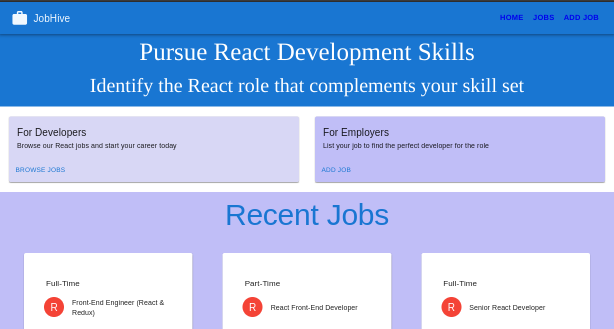 JobHive
HOME JOBS ADD JOB
Pursue React Development Skills
Identify the React role that complements your skill set
For Developers
Browse our React jobs and start your career today
BROWSE JOBS
For Employers
List your job to find the perfect developer for the role
ADD JOB
Recent Jobs
Full-Time
R
Front-End Engineer (React &
Redux)
Part-Time
R
React Front-End Developer
Full-Time
R
Senior React Developer